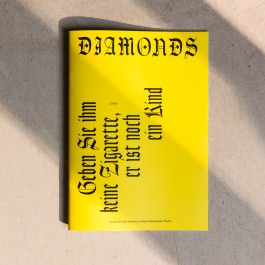 DIAMONDS
Geben Sie ihm
keine Zigarette,
er ist noch
ein Kind